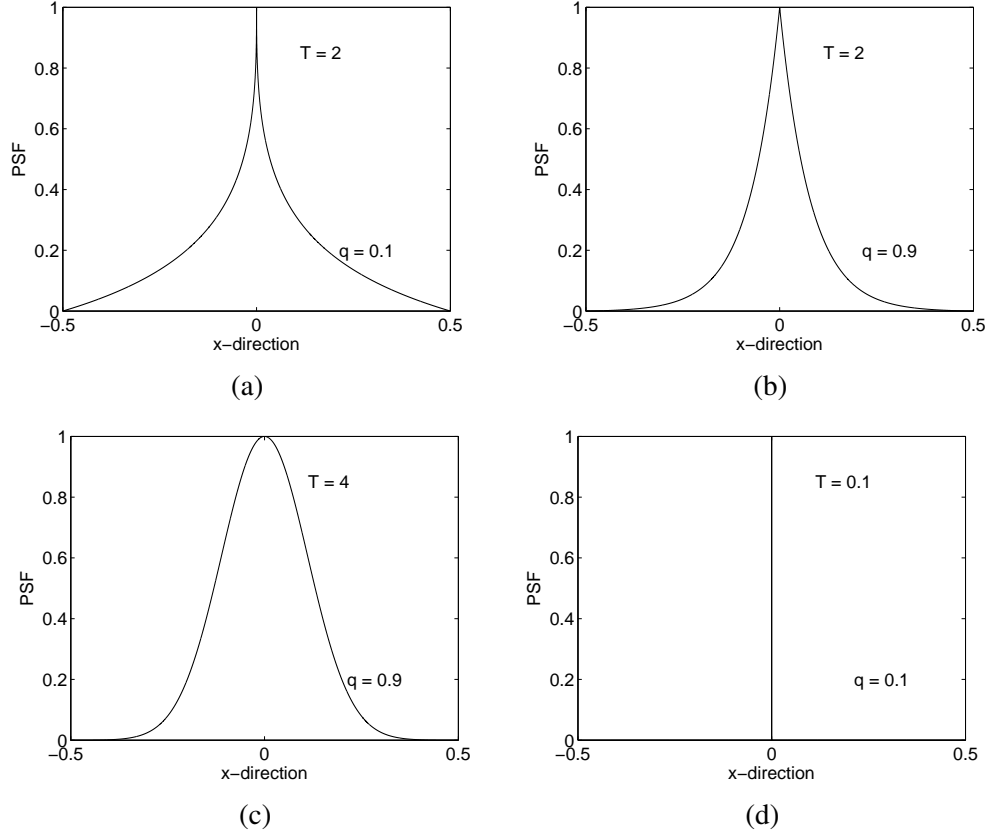 1
0.8
0.6
0.4
0.2
0
PSF
T = 2
q = 0.1
−0.5
0
0.5
x−direction
(a)
1
0.8
0.6
0.4
0.2
0
PSF
T = 2
q = 0.9
−0.5
0
0.5
x−direction
(b)
1
0.8
0.6
0.4
0.2
0
PSF
T = 4
q = 0.9
−0.5
0
0.5
x−direction
(c)
1
0.8
0.6
0.4
0.2
0
PSF
T = 0.1
q = 0.1
−0.5
0
0.5
x−direction
(d)